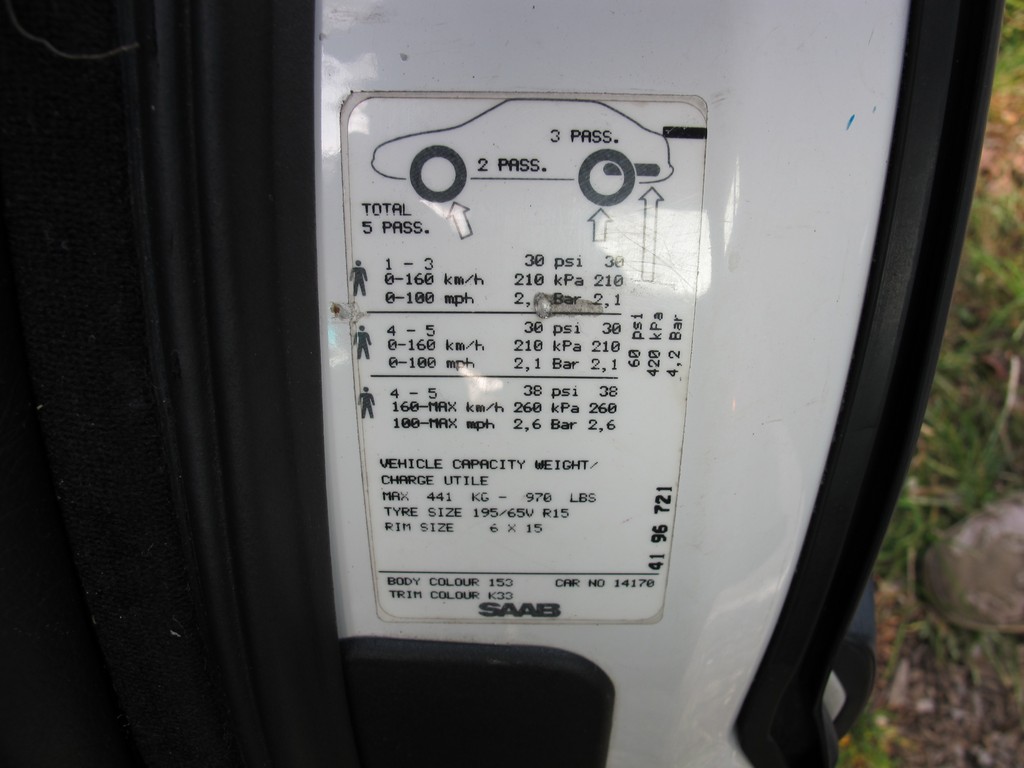 3 PASS.
2 PASS.
TOTAL
5 PASS.
1 - 3 30 psi 30
0-160 km/h 210 kPa 210
0-100 mph 2, Bar 2,1
4 - 5 30 psi 30
0-160 km/h 210 kPa 210
0-100 mph 2,1 Bar 2,1
4 - 5 38 psi 38
160-MAX km/h 260 kPa 260
100-MAX mph 2,6 Bar 2,6
60 psi
420 kPa
4,2 Bar
VEHICLE CAPACITY WEIGHT/
CHARGE UTILE
MAX 441 KG - 970 LBS
TYRE SIZE 195/65V R15
RIM SIZE 6 X 15
41 96 721
BODY COLOUR 153 CAR NO 14170
TRIM COLOUR K33
SAAB